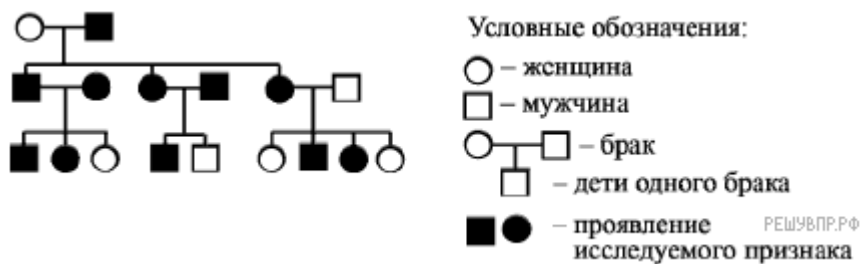 Условные обозначения:
– женщина
– мужчина
– брак
– дети одного брака
– проявление
исследуемого признака
РЕШУВПР.РФ